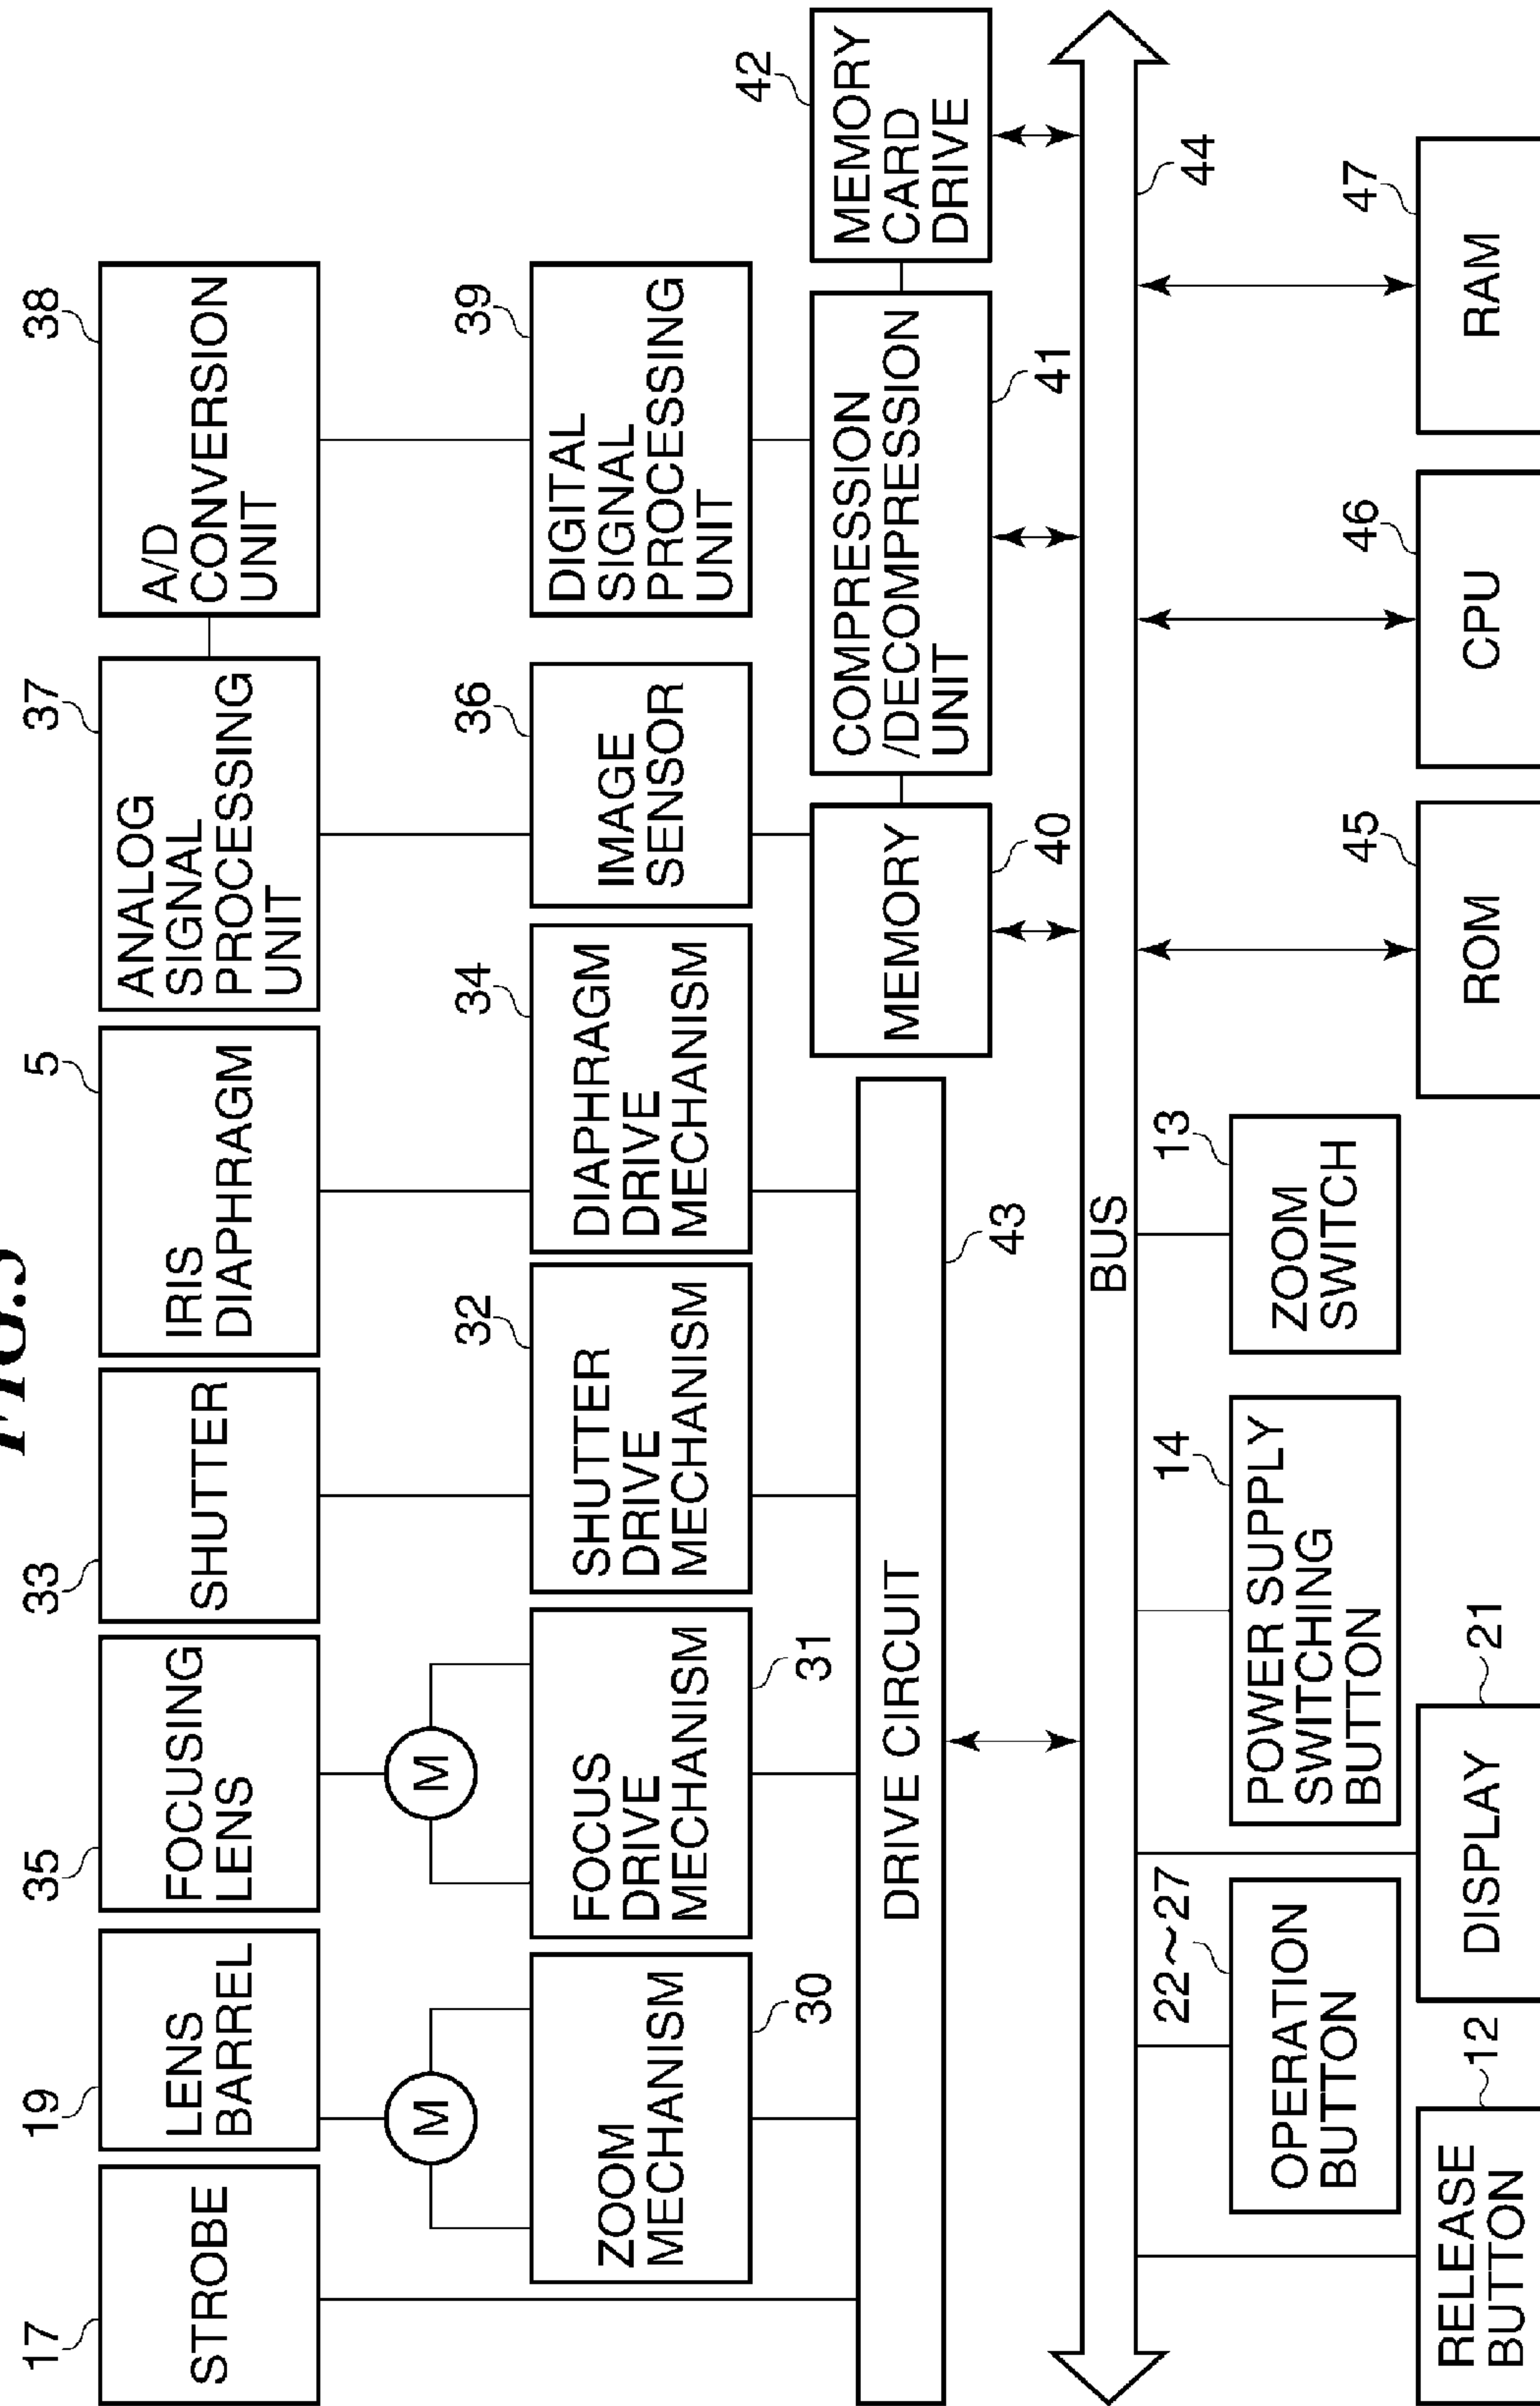 FIG.3
17
STROBE
19
LENS
BARREL
35
FOCUSING
LENS
33
SHUTTER
5
IRIS
DIAPHRAGM
37
ANALOG
SIGNAL
PROCESSING
UNIT
38
A/D
CONVERSION
UNIT
M
M
ZOOM
MECHANISM
30
FOCUS
DRIVE
MECHANISM
31
32
SHUTTER
DRIVE
MECHANISM
34
DIAPHRAGM
DRIVE
MECHANISM
36
IMAGE
SENSOR
39
DIGITAL
SIGNAL
PROCESSING
UNIT
DRIVE CIRCUIT
43
MEMORY
40
COMPRESSION
/DECOMPRESSION
UNIT
41
42
MEMORY
CARD
DRIVE
BUS
44
22~27
OPERATION
BUTTON
14
POWER SUPPLY
SWITCHING
BUTTON
13
ZOOM
SWITCH
RELEASE
BUTTON
12
DISPLAY
21
45
ROM
46
CPU
47
RAM